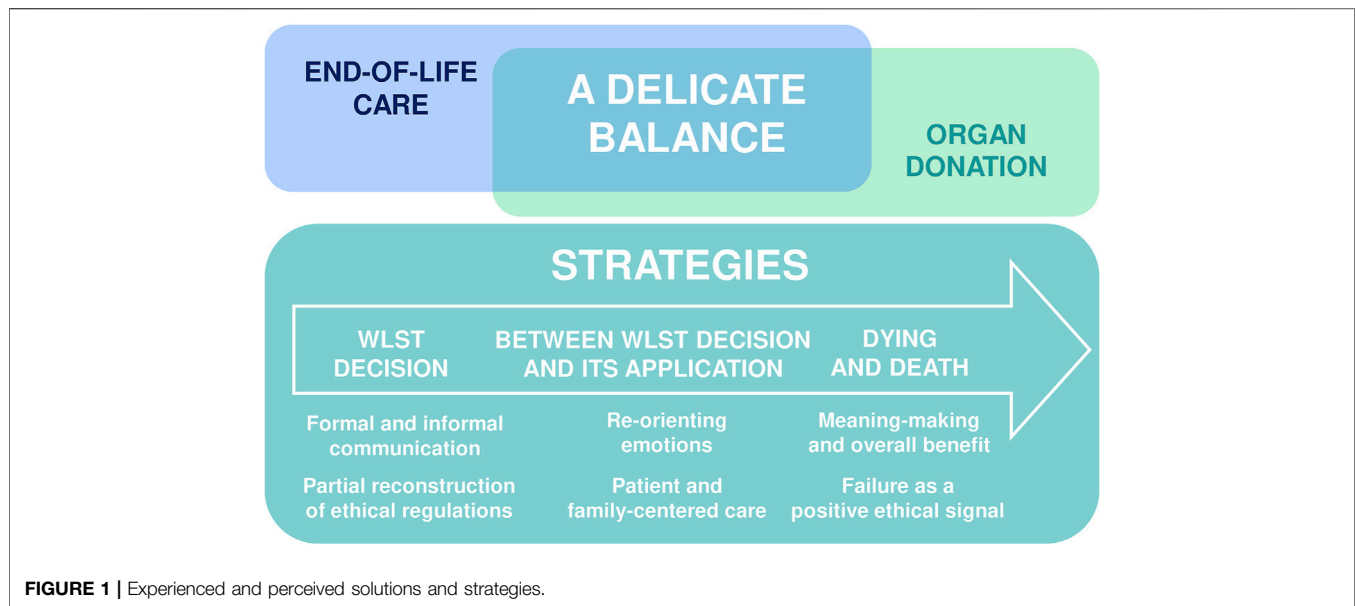 END-OF-LIFE
CARE
A DELICATE
BALANCE
ORGAN
DONATION
STRATEGIES
WLST
DECISION
BETWEEN WLST DECISION
AND ITS APPLICATION
DYING
AND DEATH
Formal and informal
communication
Re-orienting
emotions
Meaning-making
and overall benefit
Partial reconstruction
of ethical regulations
Patient and
family-centered care
Failure as a
positive ethical signal
FIGURE 1 | Experienced and perceived solutions and strategies.